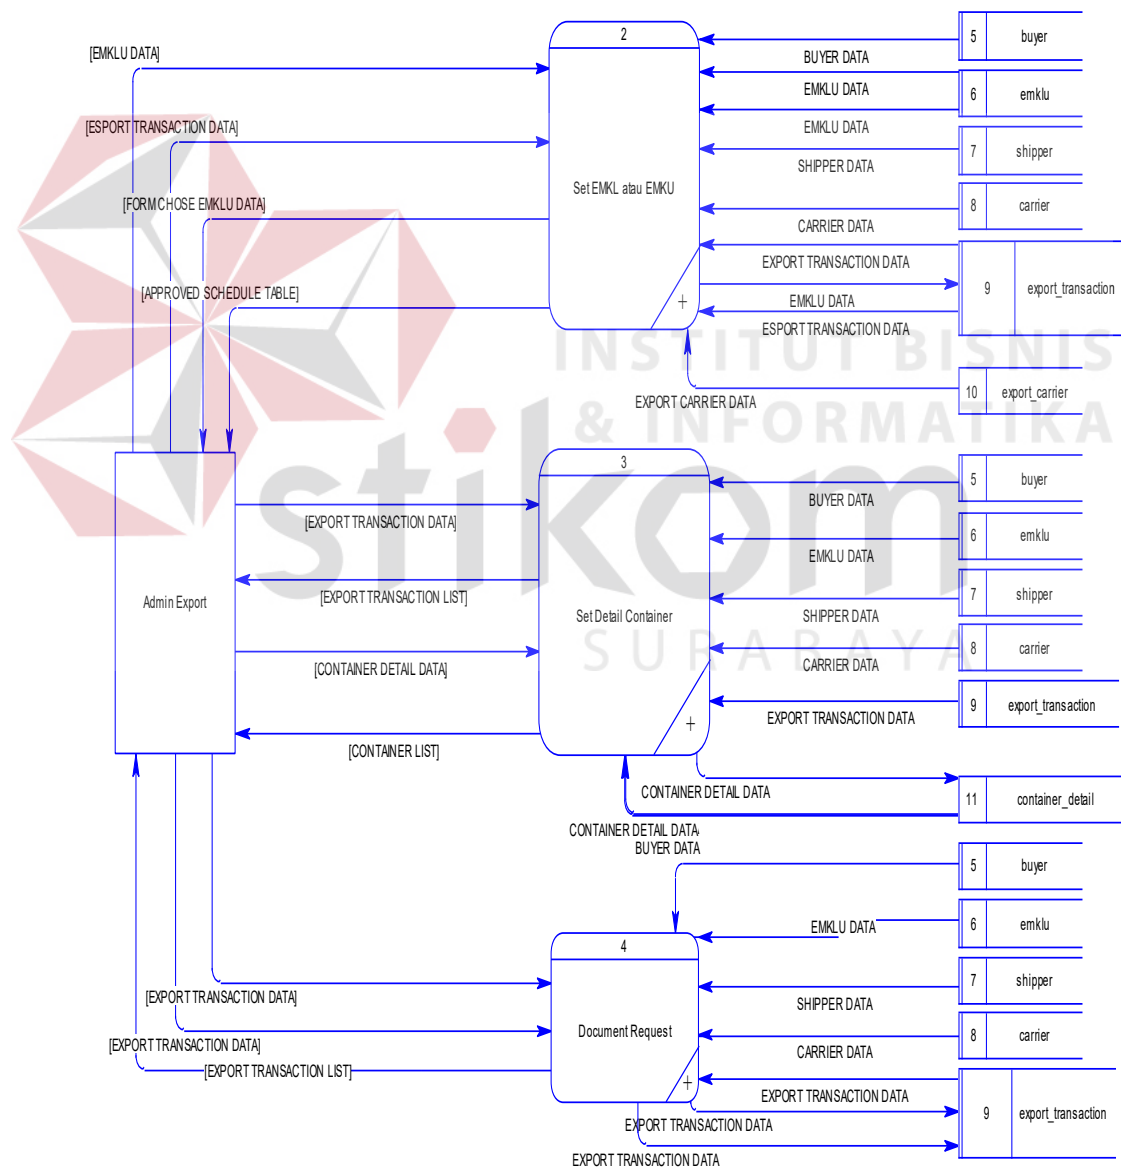 2
5 buyer
[EMKLU DATA]
BUYER DATA
EMKLU DATA
6 emklu
[ESPORT TRANSACTION DATA]
EMKLU DATA
7 shipper
SHIPPER DATA
Set EMKL atau EMKU
[FORM CHOSE EMKLU DATA]
8 carrier
CARRIER DATA
EXPORT TRANSACTION DATA
[APPROVED SCHEDULE TABLE]
9 export_transaction
EMKLU DATA
+
ESPORT TRANSACTION DATA
INSTITUT BISNIS
10 export_carrier
EXPORT CARRIER DATA
& INFORMATIKA
stikom
3
5 buyer
BUYER DATA
[EXPORT TRANSACTION DATA]
6 emklu
EMKLU DATA
[EXPORT TRANSACTION LIST]
7 shipper
Admin Export
Set Detail Container
SHIPPER DATA
SURABAYA
8 carrier
[CONTAINER DETAIL DATA]
CARRIER DATA
9 export_transaction
EXPORT TRANSACTION DATA
+
[CONTAINER LIST]
CONTAINER DETAIL DATA
11 container_detail
CONTAINER DETAIL DATA
BUYER DATA
5 buyer
EMKLU DATA
6 emklu
4
7 shipper
[EXPORT TRANSACTION DATA]
SHIPPER DATA
Document Request
8 carrier
[EXPORT TRANSACTION DATA]
CARRIER DATA
[EXPORT TRANSACTION LIST]
+
EXPORT TRANSACTION DATA
9 export_transaction
EXPORT TRANSACTION DATA
EXPORT TRANSACTION DATA